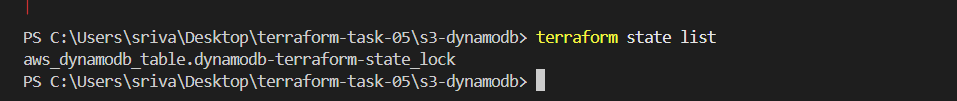 PS C:\Users\sriva\Desktop\terraform-task-05\s3-dynamodb> terraform state list
aws_dynamodb_table.dynamodb-terraform-state_lock
PS C:\Users\sriva\Desktop\terraform-task-05\s3-dynamodb>